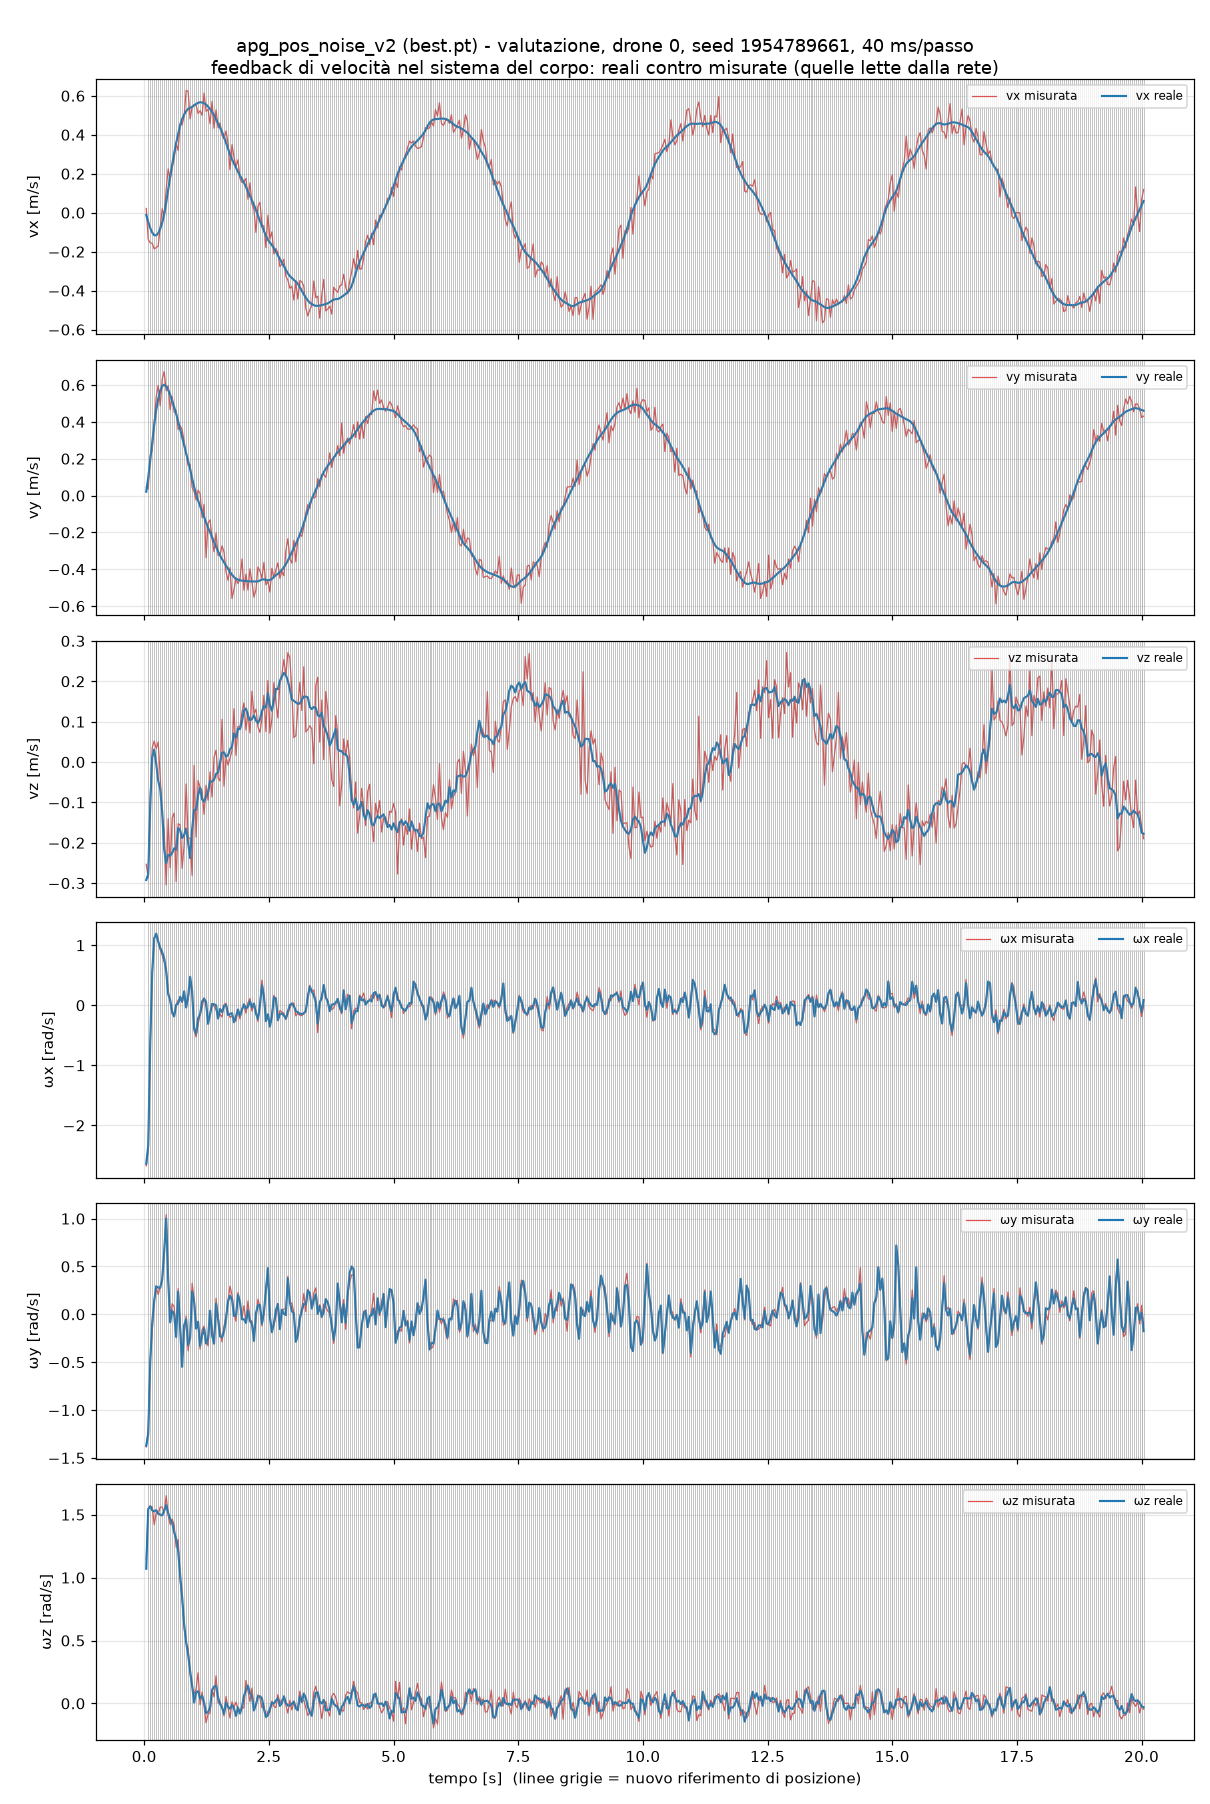 apg_pos_noise_v2 (best.pt) - valutazione, drone 0, seed 1954789661, 40 ms/passo
feedback di velocità nel sistema del corpo: reali contro misurate (quelle lette dalla rete)
vx misurata vx reale
0.6
0.4
0.2
0.0
−0.2
−0.4
−0.6
vx [m/s]
vy misurata vy reale
0.6
0.4
0.2
0.0
−0.2
−0.4
−0.6
vy [m/s]
vz misurata vz reale
0.3
0.2
0.1
0.0
−0.1
−0.2
−0.3
vz [m/s]
ωx misurata ωx reale
1
0
−1
−2
ωx [rad/s]
ωy misurata ωy reale
1.0
0.5
0.0
−0.5
−1.0
−1.5
ωy [rad/s]
ωz misurata ωz reale
1.5
1.0
0.5
0.0
ωz [rad/s]
0.0 2.5 5.0 7.5 10.0 12.5 15.0 17.5 20.0
tempo [s]  (linee grigie = nuovo riferimento di posizione)